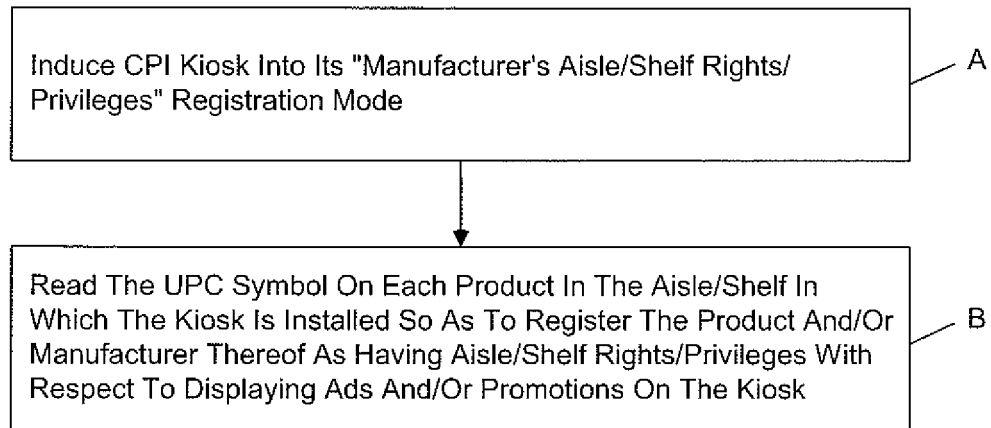 Induce CPI Kiosk Into Its "Manufacturer's Aisle/Shelf Rights/
Privileges" Registration Mode
A
Read The UPC Symbol On Each Product In The Aisle/Shelf In
Which The Kiosk Is Installed So As To Register The Product And/Or
Manufacturer Thereof As Having Aisle/Shelf Rights/Privileges With
Respect To Displaying Ads And/Or Promotions On The Kiosk
B